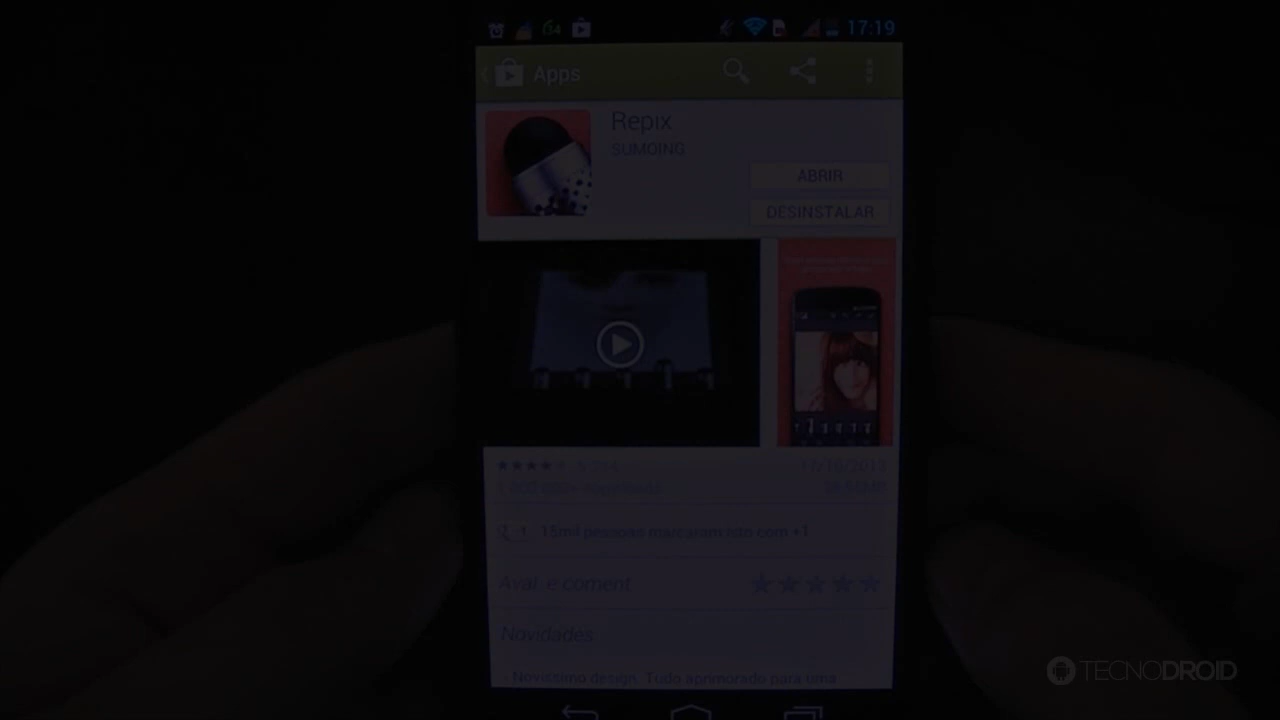 17:19
Apps
Repix
SUMOING
ABRIR
DESINSTALAR
15mil pessoas marcaram isto com +1
Aval. e coment.
Novidades
- Novíssimo design. Tudo aprimorado para uma
TECNODROID